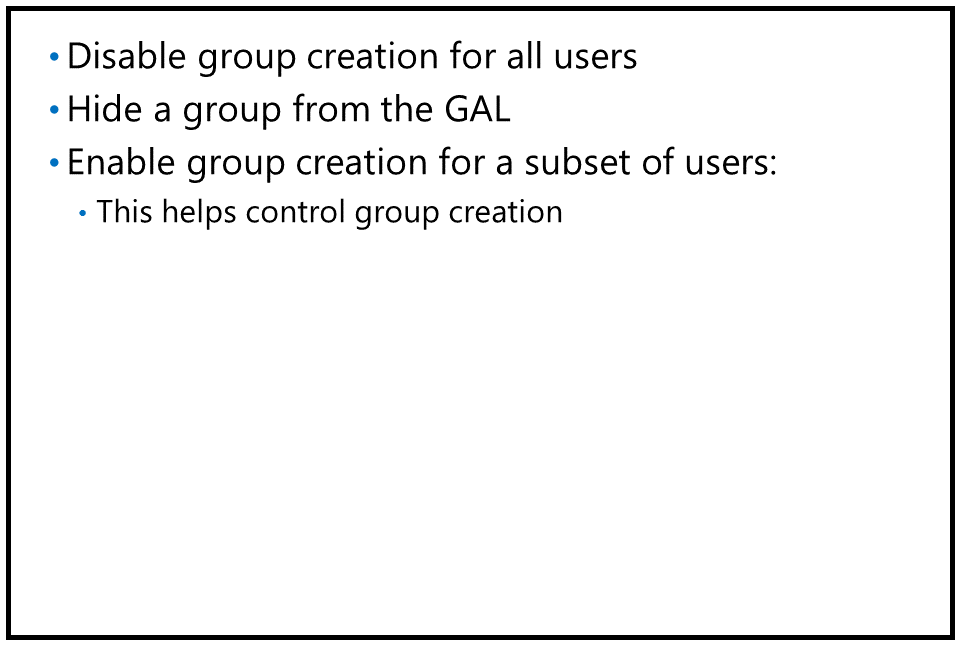 • Disable group creation for all users
• Hide a group from the GAL
• Enable group creation for a subset of users:
• This helps control group creation